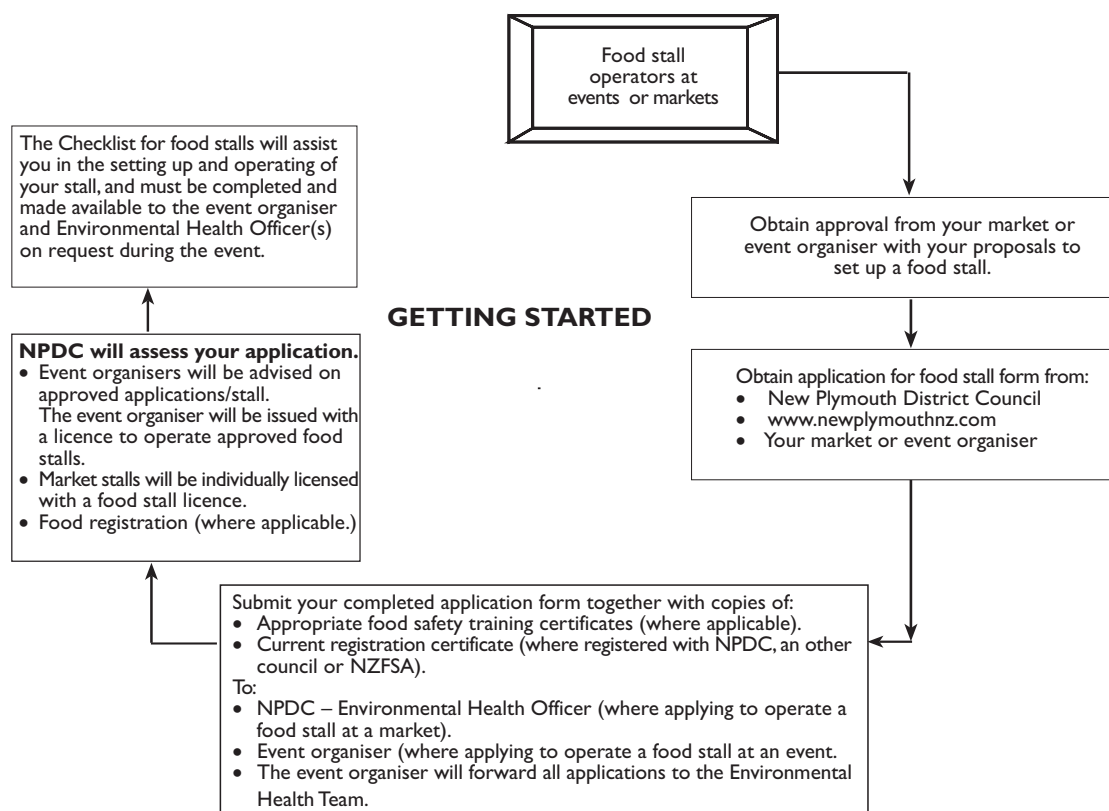 Food stall
operators at
events or markets
Obtain approval from your market or
event organiser with your proposals to
set up a food stall.
GETTING STARTED
Obtain application for food stall form from:
• New Plymouth District Council
• www.newplymouthnz.com
• Your market or event organiser
Submit your completed application form together with copies of:
• Appropriate food safety training certificates (where applicable).
• Current registration certificate (where registered with NPDC, an other
council or NZFSA).
To:
• NPDC – Environmental Health Officer (where applying to operate a
food stall at a market).
• Event organiser (where applying to operate a food stall at an event.
• The event organiser will forward all applications to the Environmental
Health Team.
NPDC will assess your application.
• Event organisers will be advised on
approved applications/stall.
The event organiser will be issued with
a licence to operate approved food
stalls.
• Market stalls will be individually licensed
with a food stall licence.
• Food registration (where applicable.)
The Checklist for food stalls will assist
you in the setting up and operating of
your stall, and must be completed and
made available to the event organiser
and Environmental Health Officer(s)
on request during the event.